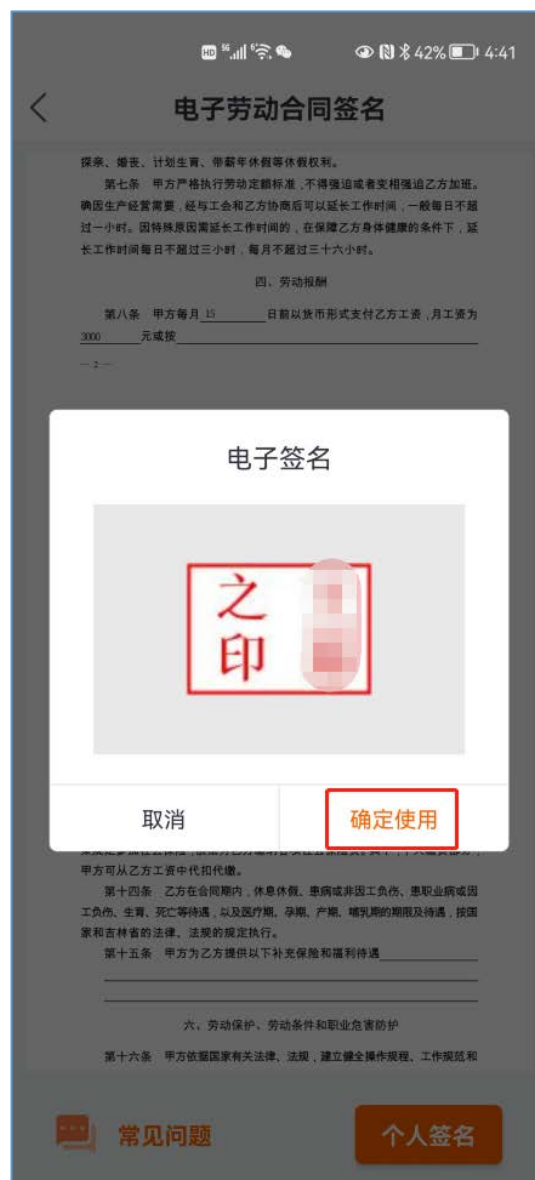 42% 4:41
电子劳动合同签名
探亲、婚丧、计划生育、带薪年休假等休假权利。
第七条 甲方严格执行劳动定额标准,不得强迫或者变相强迫乙方加班。
确因生产经营需要,经与工会和乙方协商后可以延长工作时间,一般每日不超
过一小时。因特殊原因需延长工作时间的,在保障乙方身体健康的条件下,延
长工作时间每日不超过三小时,每月不超过三十六小时。
四、劳动报酬
第八条 甲方每月 15 日前以货币形式支付乙方工资,月工资为
3000 元或按
— 2 —
电子签名
之印
取消
确定使用
甲方可从乙方工资中代扣代缴。
第十四条 乙方在合同期内,休息休假、患病或非因工负伤、患职业病或因
工负伤、生育、死亡等待遇,以及医疗期、孕期、产期、哺乳期的期限及待遇,按国
家和吉林省的法律、法规的规定执行。
第十五条 甲方为乙方提供以下补充保险和福利待遇
六、劳动保护、劳动条件和职业危害防护
第十六条 甲方依据国家有关法律、法规,建立健全操作规程、工作规范和
常见问题
个人签名